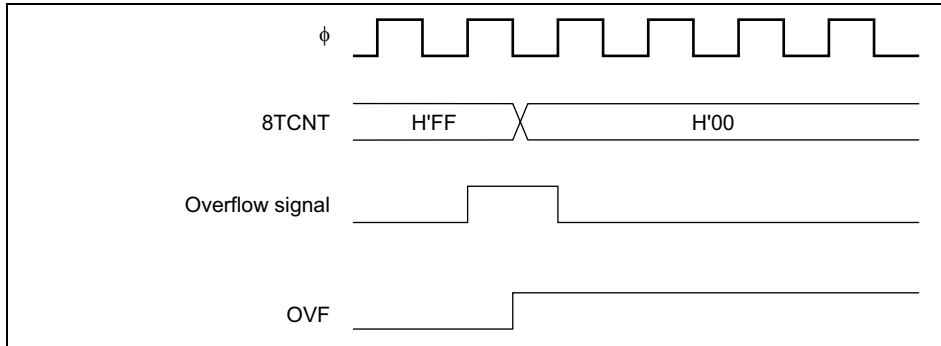 ϕ
8TCNT H'FF H'00
Overflow signal
OVF